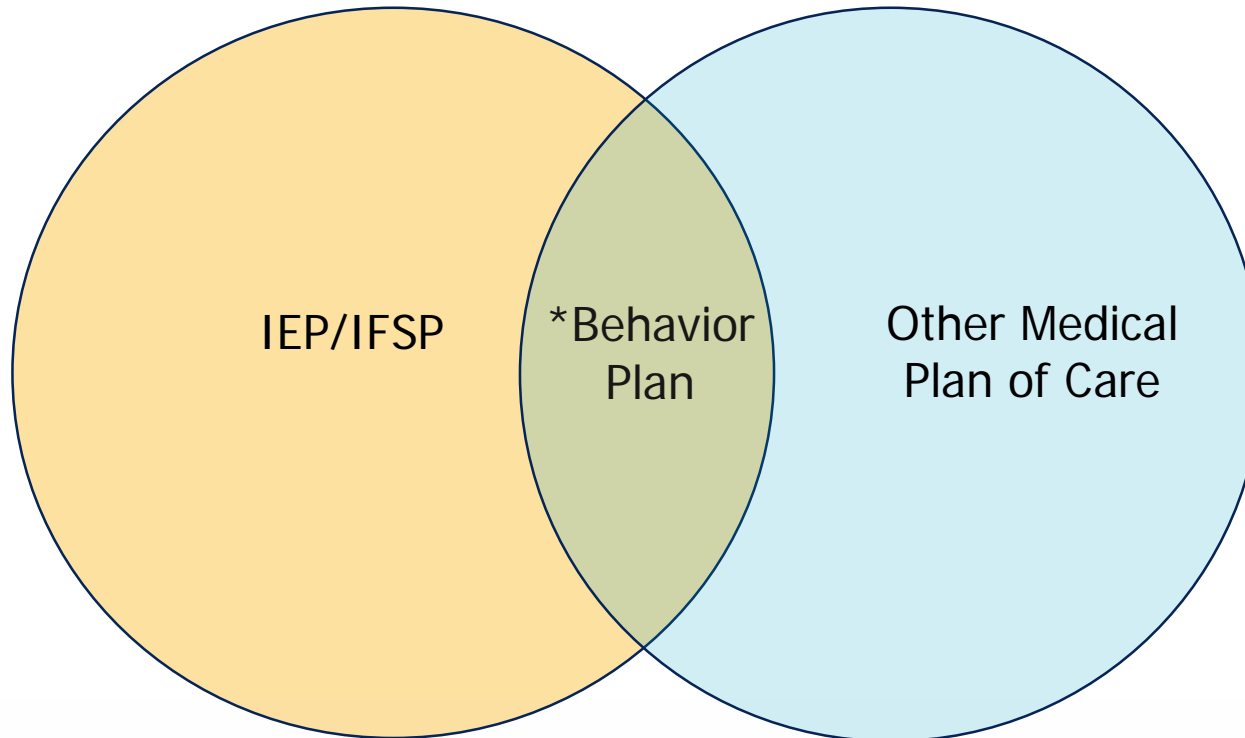 IEP/IFSP
*Behavior
Plan
Other Medical
Plan of Care